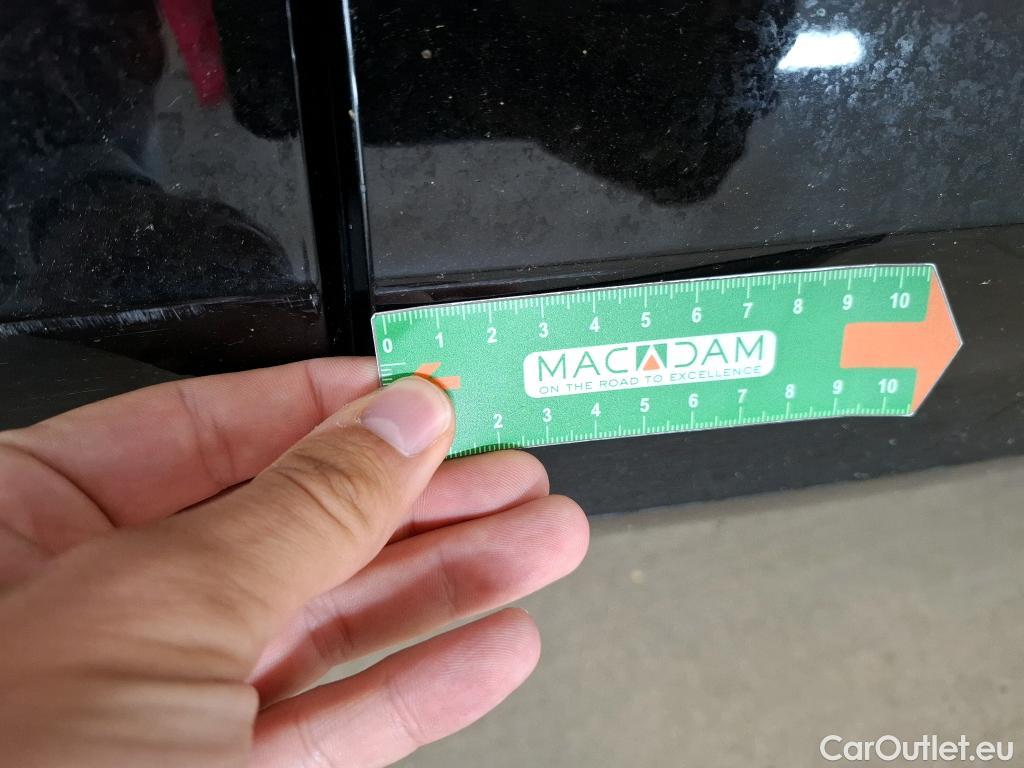 0 1 2 3 4 5 6 7 8 9 10
MACADAM
ON THE ROAD TO EXCELLENCE
2 3 4 5 6 7 8 9 10
CarOutlet.eu